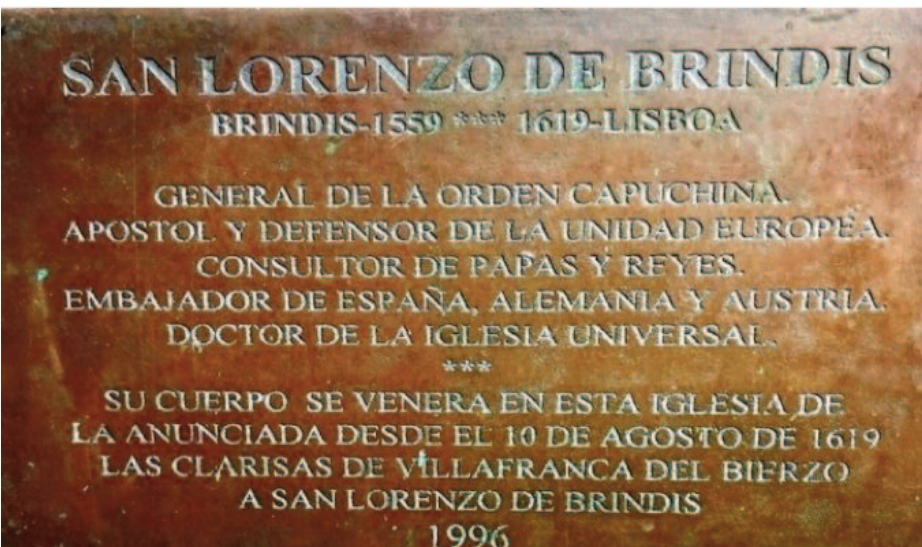 SAN LORENZO DE BRINDIS
BRINDIS-1559 *** 1619-LISBOA
GENERAL DE LA ORDEN CAPUCHINA.
APOSTOL Y DEFENSOR DE LA UNIDAD EUROPEA.
CONSULTOR DE PAPAS Y REYES.
EMBAJADOR DE ESPAÑA, ALEMANIA Y AUSTRIA.
DOCTOR DE LA IGLESIA UNIVERSAL.
***
SU CUERPO SE VENERA EN ESTA IGLESIA DE
LA ANUNCIADA DESDE EL 10 DE AGOSTO DE 1619
LAS CLARISAS DE VILLAFRANCA DEL BIERZO
A SAN LORENZO DE BRINDIS
1996